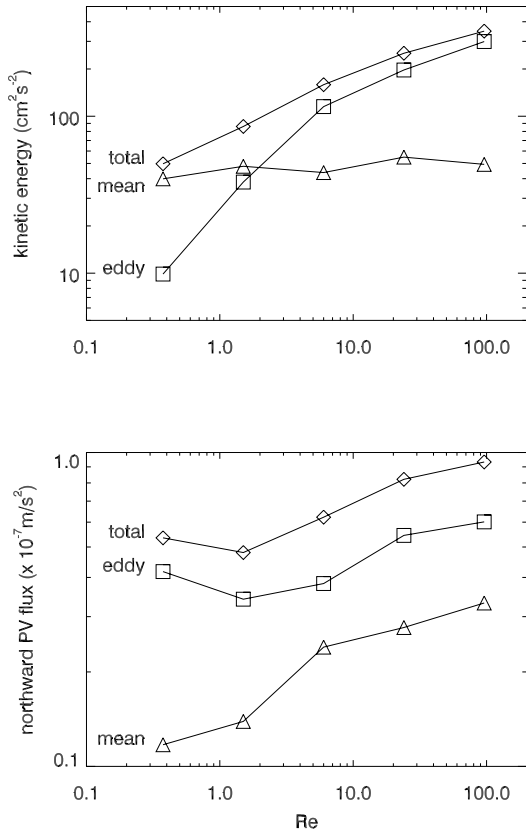 kinetic energy (cm²s⁻²)
100
10
total
mean
eddy
0.1 1.0 10.0 100.0
northward PV flux (x 10⁻⁷m/s²)
1.0
0.1
total
eddy
mean
0.1 1.0 10.0 100.0
Re